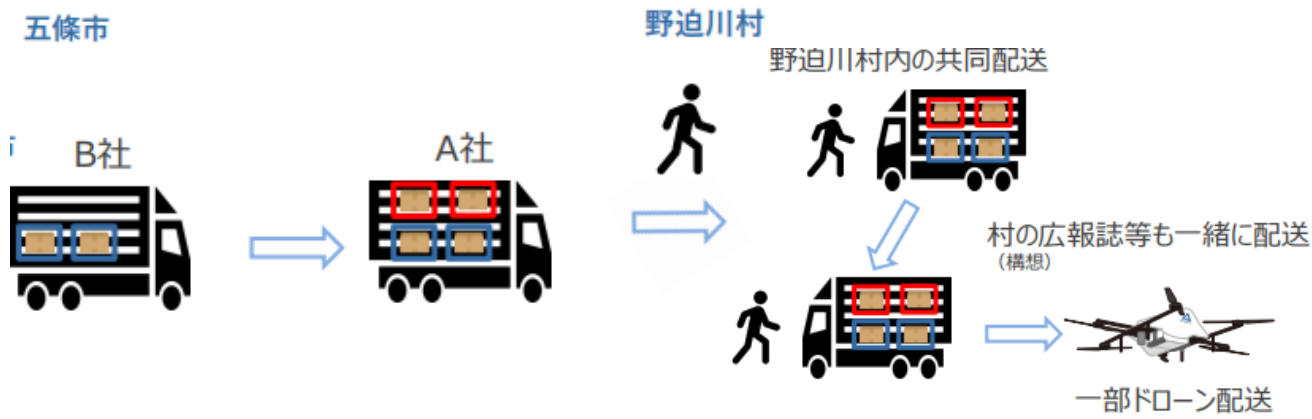 五條市
野迫川村
野迫川村内の共同配送
B社
A社
村の広報誌等も一緒に配送
（構想）
一部ドローン配送